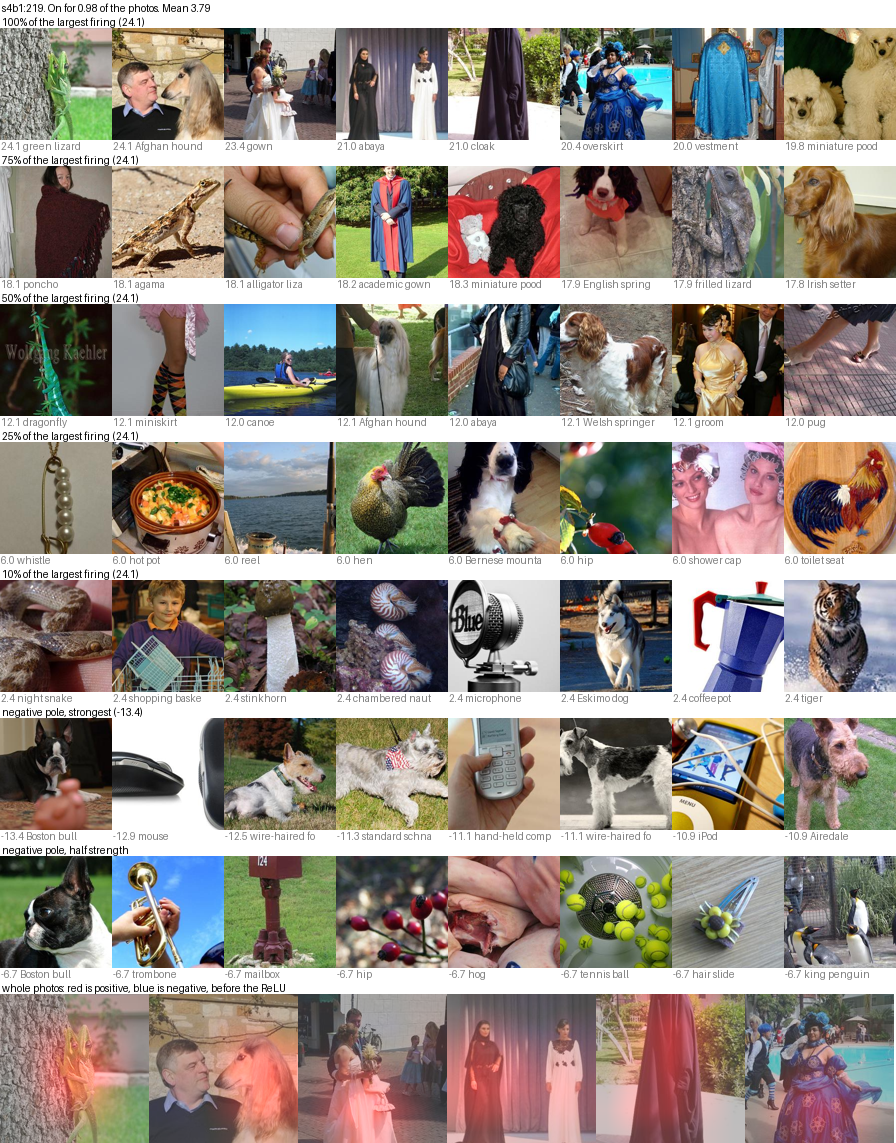 s4b1:219. On for 0.98 of the photos. Mean 3.79
100% of the largest firing (24.1)
24.1 green lizard
24.1 Afghan hound
23.4 gown
21.0 abaya
21.0 cloak
20.4 overskirt
20.0 vestment
19.8 miniature pood
75% of the largest firing (24.1)
18.1 poncho
18.1 agama
18.1 alligator liza
18.2 academic gown
18.3 miniature pood
17.9 English spring
17.9 frilled lizard
17.8 Irish setter
50% of the largest firing (24.1)
Wolfgang Kaehler
12.1 dragonfly
12.1 miniskirt
12.0 canoe
12.1 Afghan hound
12.0 abaya
12.1 Welsh springer
12.1 groom
12.0 pug
25% of the largest firing (24.1)
6.0 whistle
6.0 hot pot
6.0 reel
6.0 hen
6.0 Bernese mounta
6.0 hip
6.0 shower cap
6.0 toilet seat
10% of the largest firing (24.1)
Blue
2.4 night snake
2.4 shopping baske
2.4 stinkhorn
2.4 chambered naut
2.4 microphone
2.4 Eskimo dog
2.4 coffeepot
2.4 tiger
negative pole, strongest (-13.4)
MENU
-13.4 Boston bull
-12.9 mouse
-12.5 wire-haired fo
-11.3 standard schna
-11.1 hand-held comp
-11.1 wire-haired fo
-10.9 iPod
-10.9 Airedale
negative pole, half strength
124
-6.7 Boston bull
-6.7 trombone
-6.7 mailbox
-6.7 hip
-6.7 hog
-6.7 tennis ball
-6.7 hair slide
-6.7 king penguin
whole photos: red is positive, blue is negative, before the ReLU